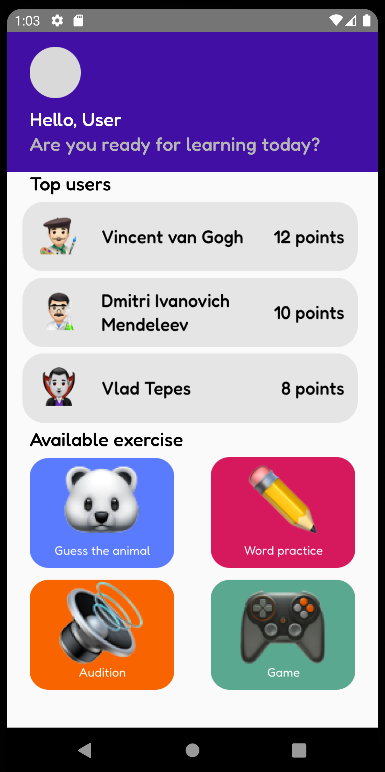 1:03
Hello, User
Are you ready for learning today?
Top users
Vincent van Gogh 12 points
Dmitri Ivanovich
Mendeleev 10 points
Vlad Tepes 8 points
Available exercise
Guess the animal Word practice
Audition Game